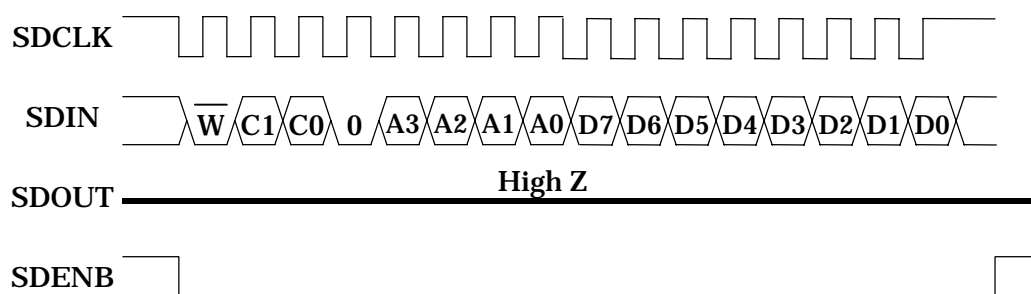 SDCLK
SDIN W C1 C0 0 A3 A2 A1 A0 D7 D6 D5 D4 D3 D2 D1 D0
High Z
SDOUT
SDENB